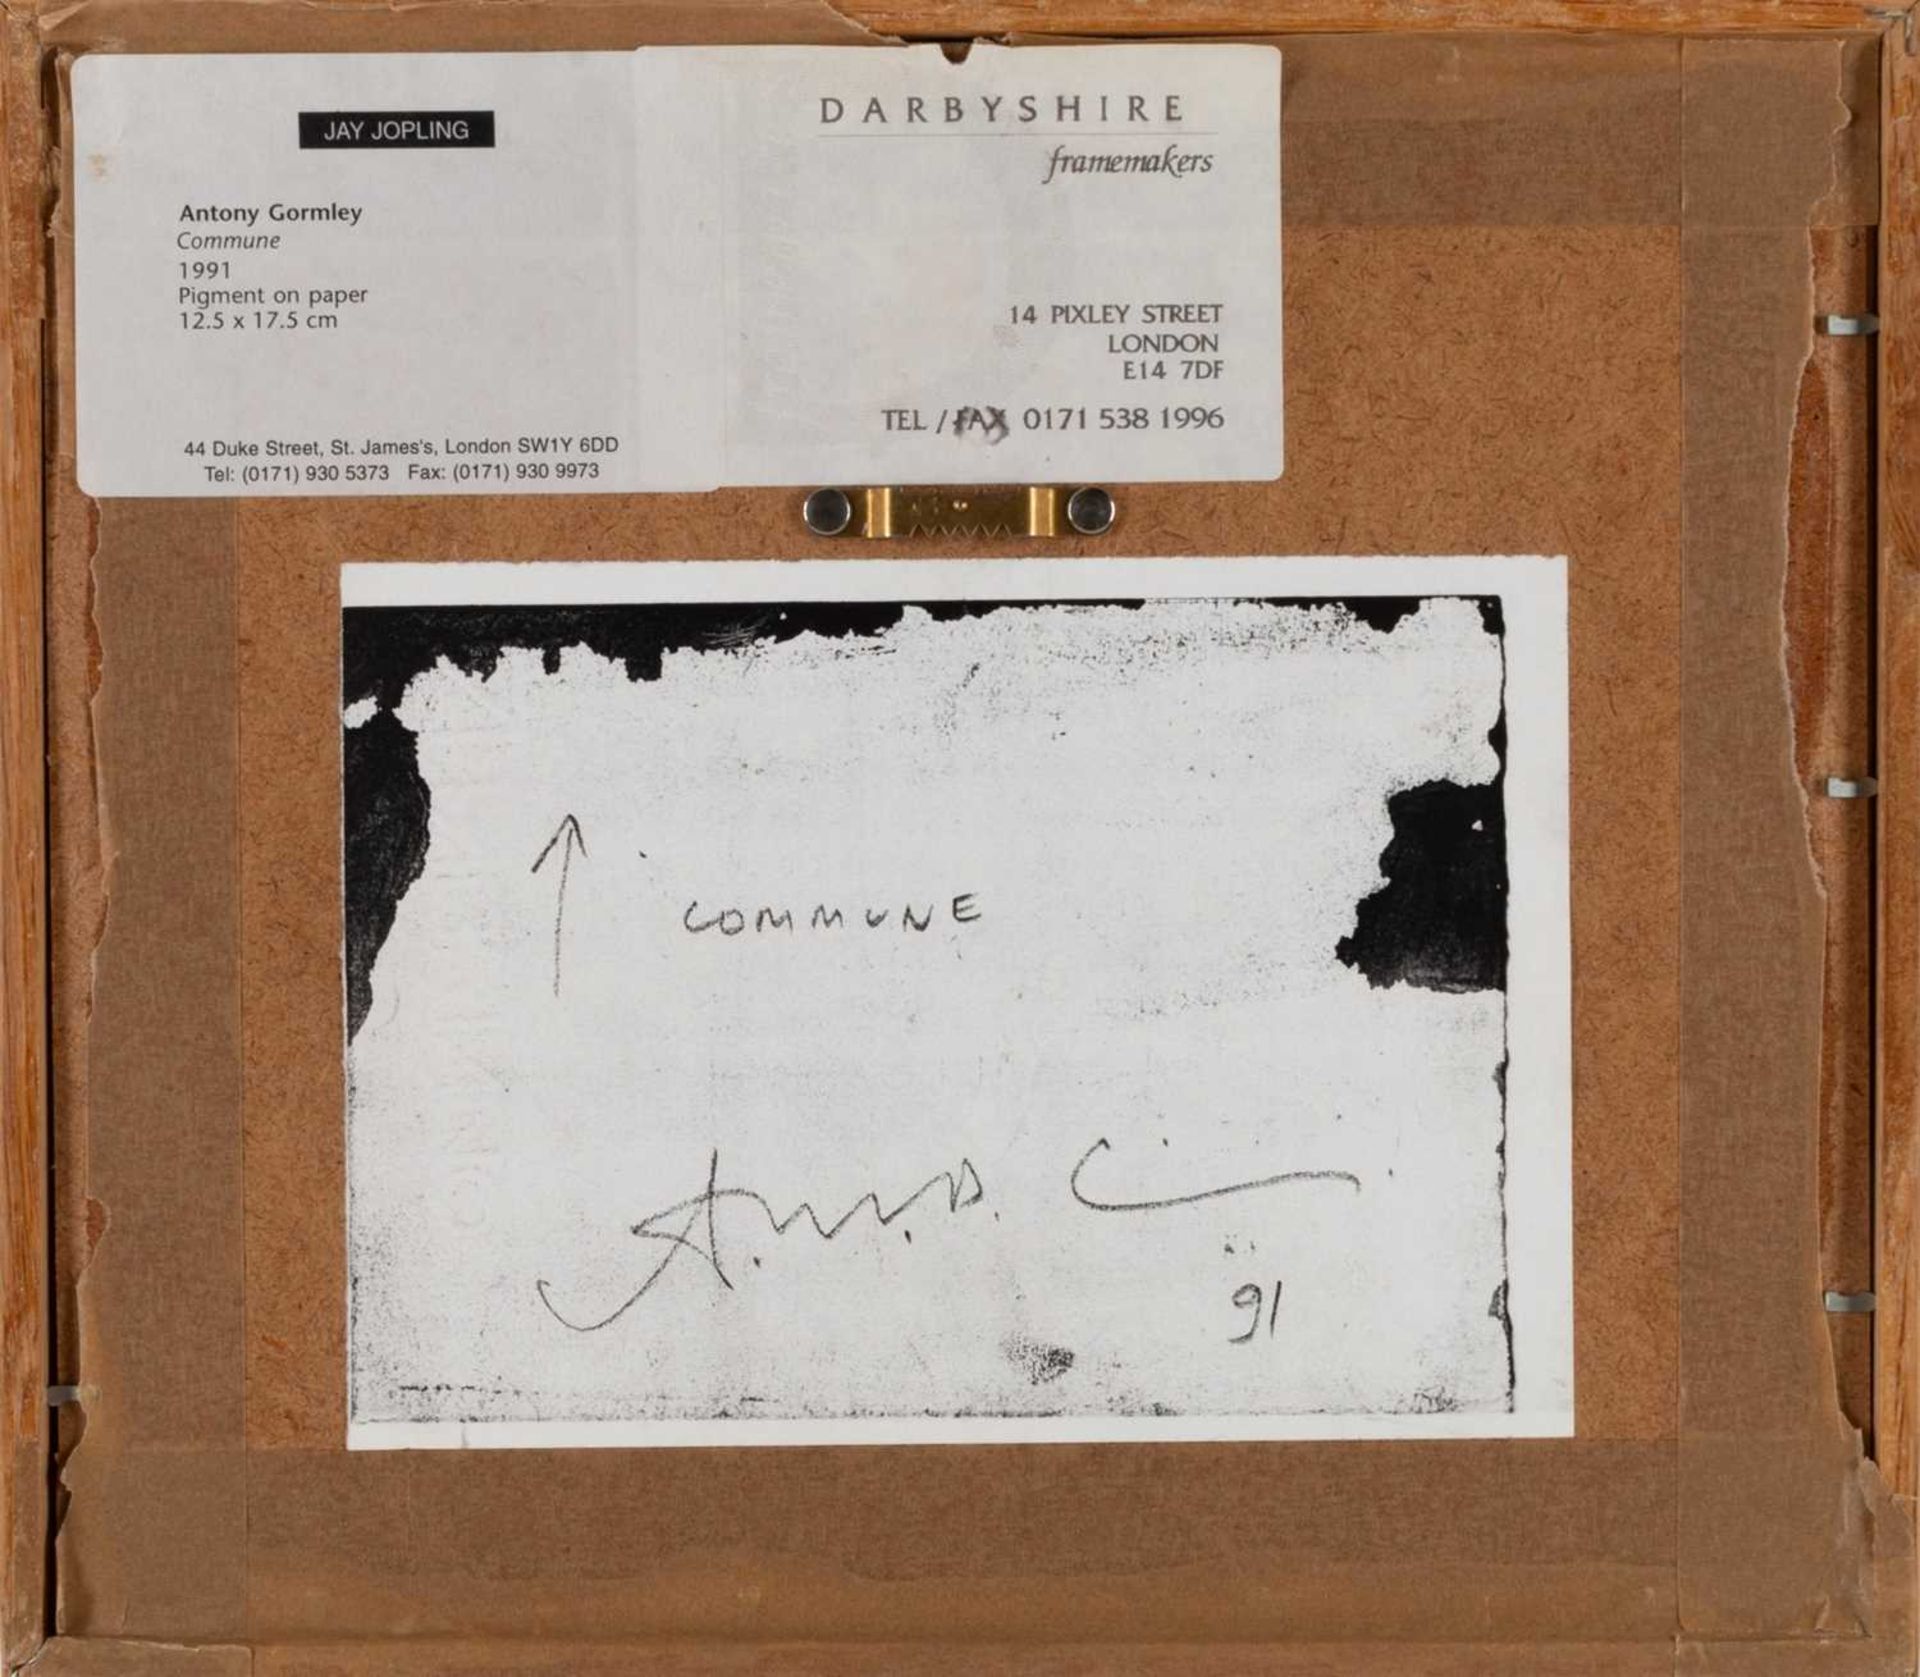 JAY JOPLING
Antony Gormley
Commune
1991
Pigment on paper
12.5 x 17.5 cm
44 Duke Street, St. James's, London SW1Y 6DD
Tel: (0171) 930 5373 Fax: (0171) 930 9973
DARBYSHIRE
framemakers
14 PIXLEY STREET
LONDON
E14 7DF
TEL / FAX 0171 538 1996
COMMUNE
91